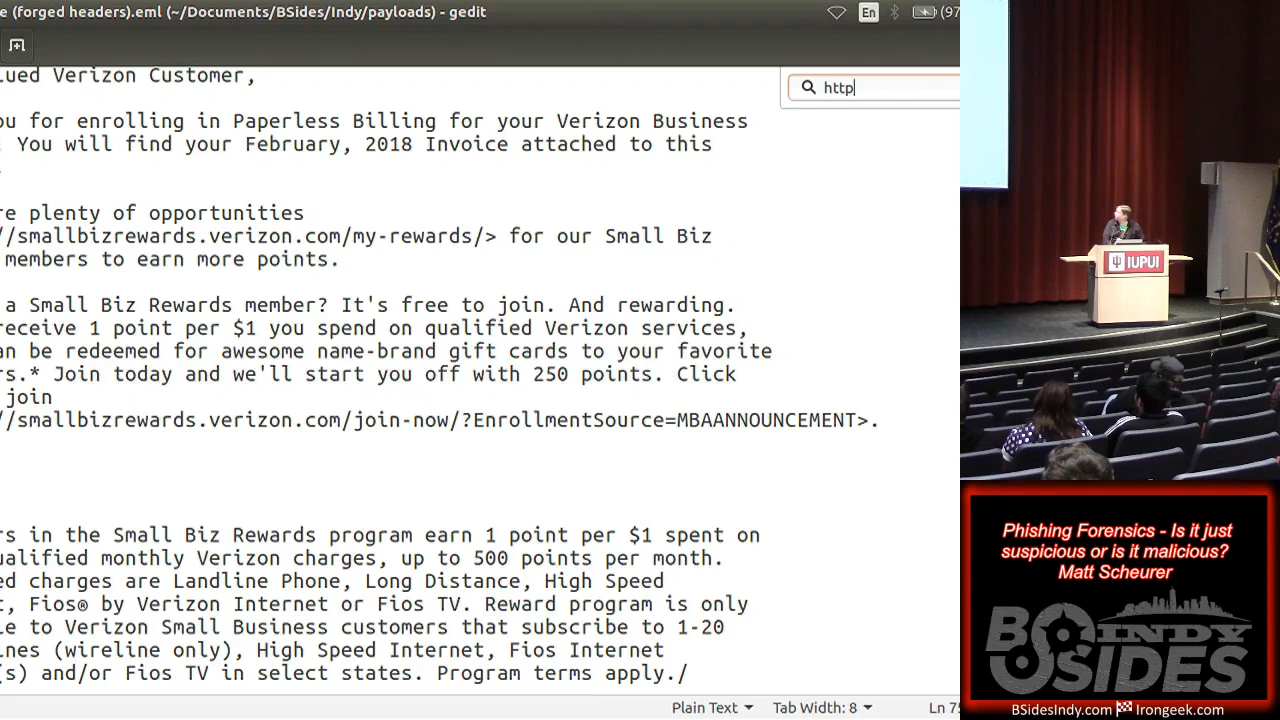 e (forged headers).eml (~/Documents/BSides/Indy/payloads) - gedit
En
(97
http
lued Verizon Customer,
ou for enrolling in Paperless Billing for your Verizon Business
. You will find your February, 2018 Invoice attached to this
.
re plenty of opportunities
//smallbizrewards.verizon.com/my-rewards/> for our Small Biz
members to earn more points.
a Small Biz Rewards member? It's free to join. And rewarding.
receive 1 point per $1 you spend on qualified Verizon services,
an be redeemed for awesome name-brand gift cards to your favorite
rs.* Join today and we'll start you off with 250 points. Click
join
//smallbizrewards.verizon.com/join-now/?EnrollmentSource=MBAANNOUNCEMENT>.
rs in the Small Biz Rewards program earn 1 point per $1 spent on
ualified monthly Verizon charges, up to 500 points per month.
ed charges are Landline Phone, Long Distance, High Speed
t, Fios® by Verizon Internet or Fios TV. Reward program is only
le to Verizon Small Business customers that subscribe to 1-20
ines (wireline only), High Speed Internet, Fios Internet
(s) and/or Fios TV in select states. Program terms apply./
Plain Text
Tab Width: 8
Ln 75
IUPUI
Phishing Forensics - Is it just
suspicious or is it malicious?
Matt Scheurer
BSIDES INDY
BSidesIndy.com
Irongeek.com